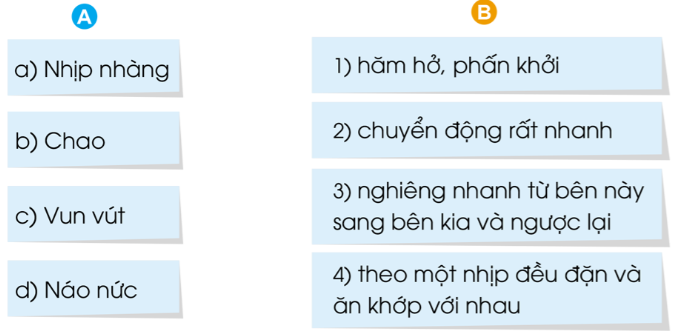 A
B
a) Nhịp nhàng
1) hăm hở, phấn khởi
b) Chao
2) chuyển động rất nhanh
c) Vun vút
3) nghiêng nhanh từ bên này
sang bên kia và ngược lại
d) Náo nức
4) theo một nhịp đều đặn và
ăn khớp với nhau